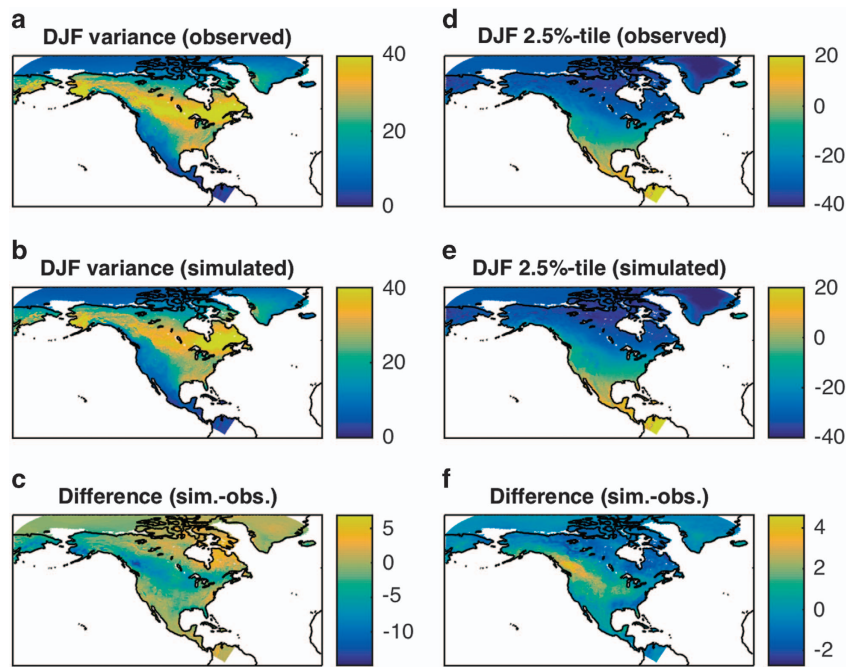 a
DJF variance (observed)
40
20
0
b
DJF variance (simulated)
40
20
0
c
Difference (sim.-obs.)
5
0
-5
-10
d
DJF 2.5%-tile (observed)
20
0
-20
-40
e
DJF 2.5%-tile (simulated)
20
0
-20
-40
f
Difference (sim.-obs.)
4
2
0
-2